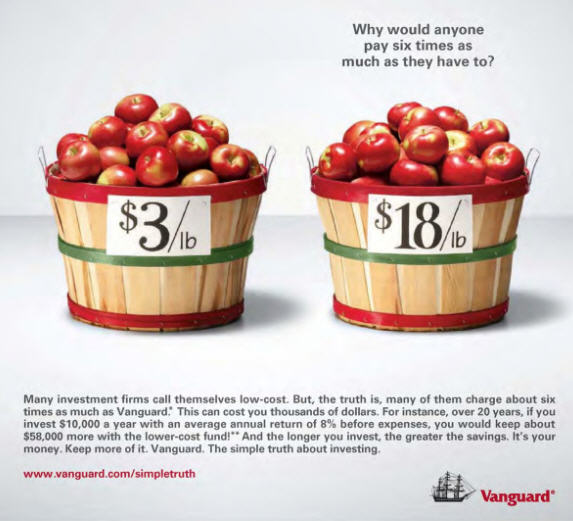 Why would anyone
pay six times as
much as they have to?
$3/lb
$18/lb
Many investment firms call themselves low-cost. But, the truth is, many of them charge about six
times as much as Vanguard.* This can cost you thousands of dollars. For instance, over 20 years, if you
invest $10,000 a year with an average annual return of 8% before expenses, you would keep about
$58,000 more with the lower-cost fund!** And the longer you invest, the greater the savings. It's your
money. Keep more of it. Vanguard. The simple truth about investing.
www.vanguard.com/simpletruth
Vanguard®